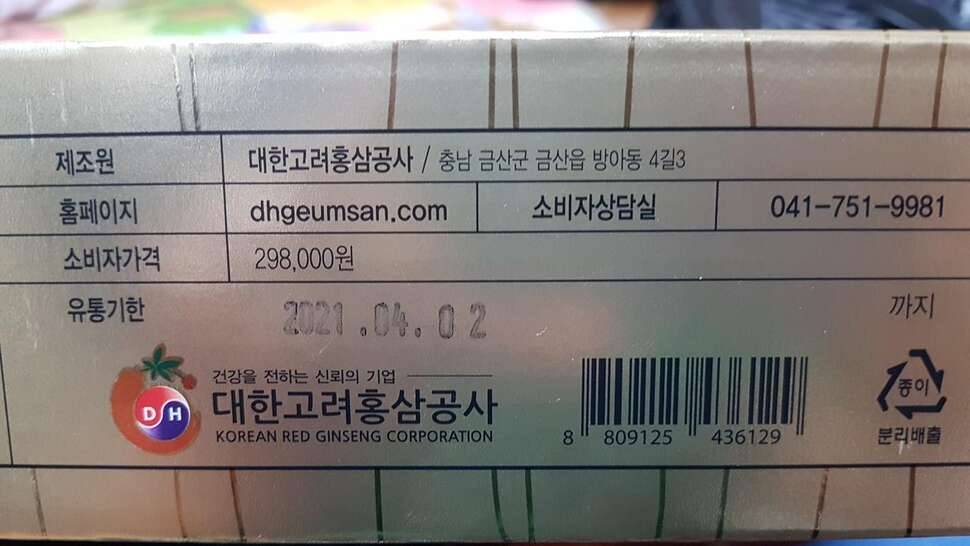 제조원 대한고려홍삼공사 / 충남 금산군 금산읍 방아동 4길3
홈페이지 dhgeumsan.com 소비자상담실 041-751-9981
소비자가격 298,000원
유통기한 2021.04.02 까지
건강을 전하는 신뢰의 기업
DH 대한고려홍삼공사
KOREAN RED GINSENG CORPORATION
8 809125 436129
종이
분리배출